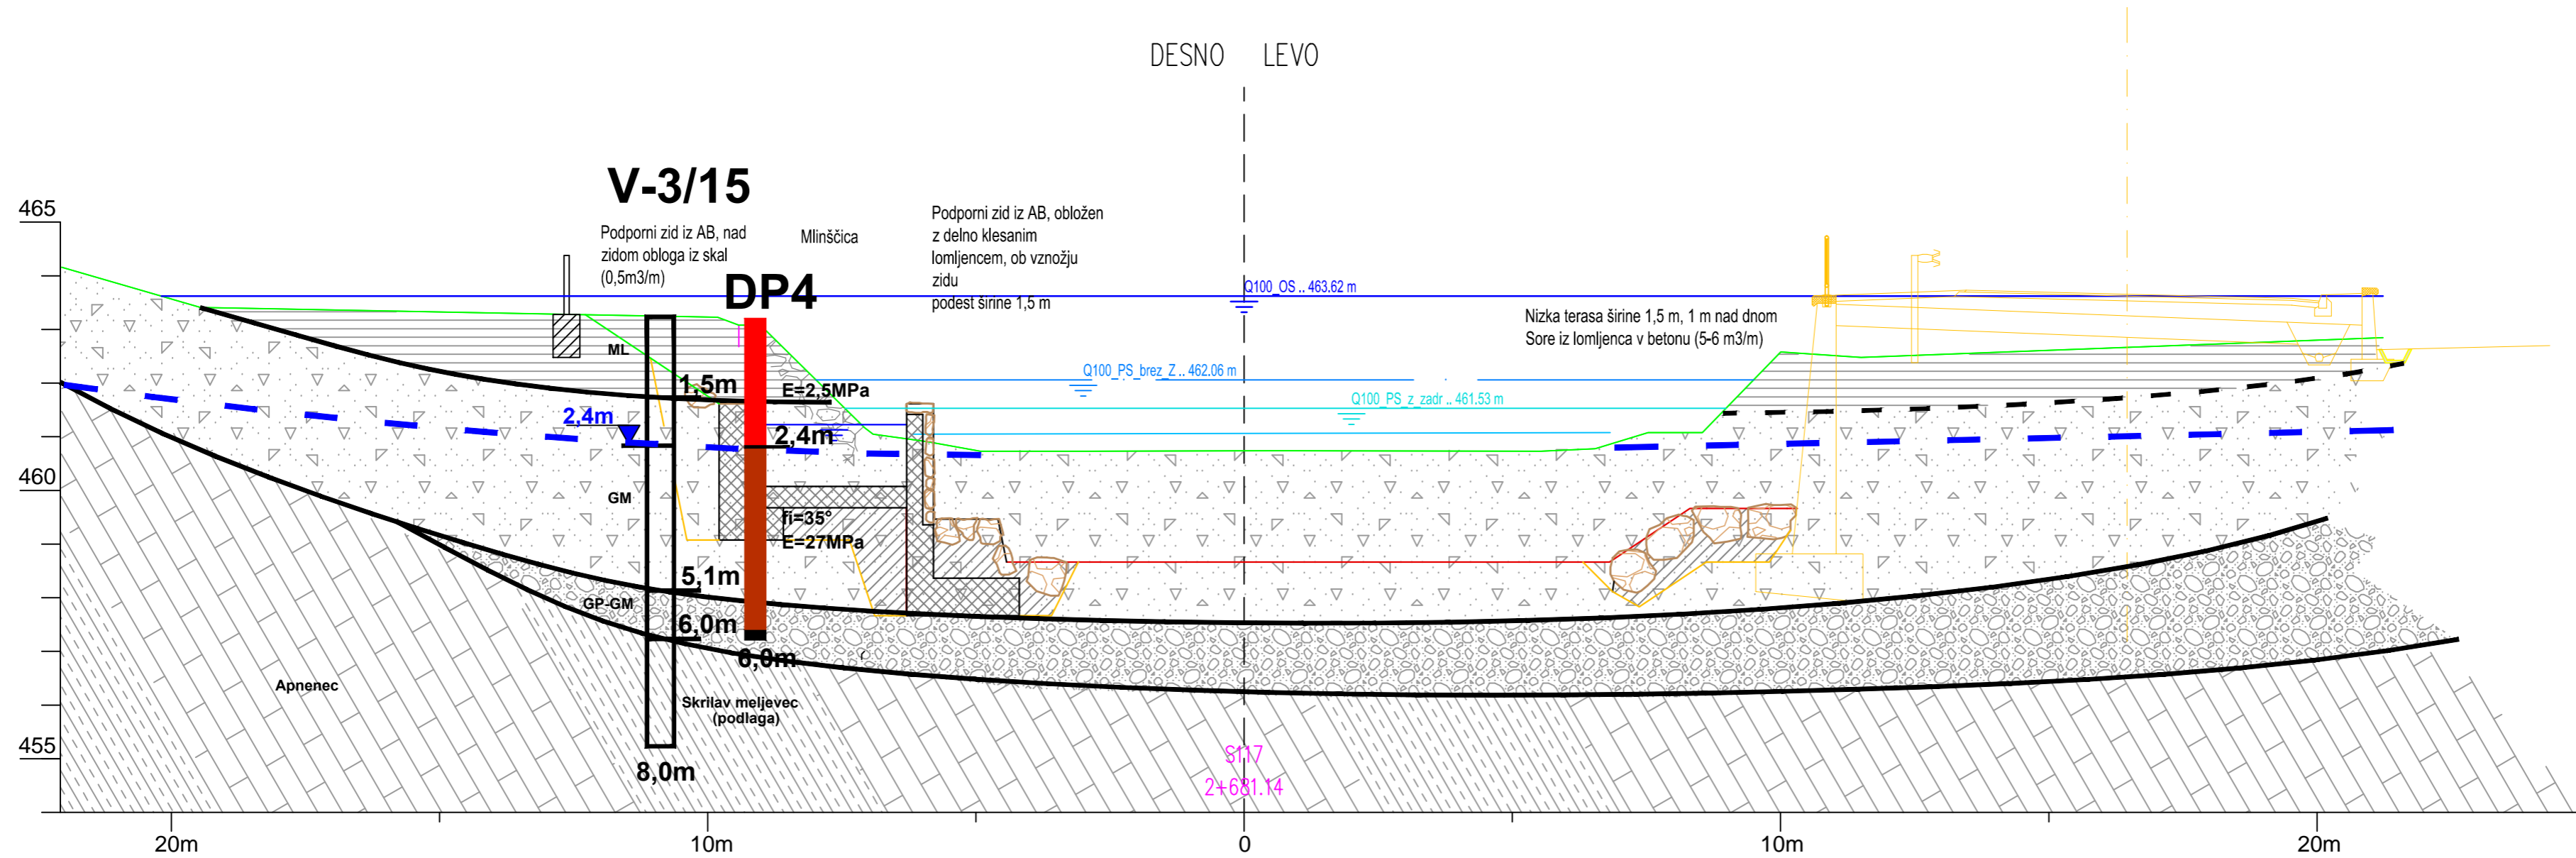 DESNO LEVO
V-3/15
Podporni zid iz AB, nad
zidom obloga iz skal
(0,5m3/m)
Mlinščica
Podporni zid iz AB, obložen
z delno klesanim
lomljencem, ob vznožju
zidu
podest širine 1,5 m
DP4
Q100_OS .. 463.62 m
Nizka terasa širine 1,5 m, 1 m nad dnom
Sore iz lomljenca v betonu (5-6 m3/m)
Q100_PS_brez_Z .. 462.06 m
Q100_PS_z_zadr .. 461.53 m
465
460
455
ML
1,5m
E=2,5MPa
2,4m
2,4m
GM
fi=35°
E=27MPa
5,1m
GP-GM
6,0m
6,0m
Apnenec
Skrilav meljevec
(podlaga)
8,0m
S117
2+681.14
20m
10m
0
10m
20m